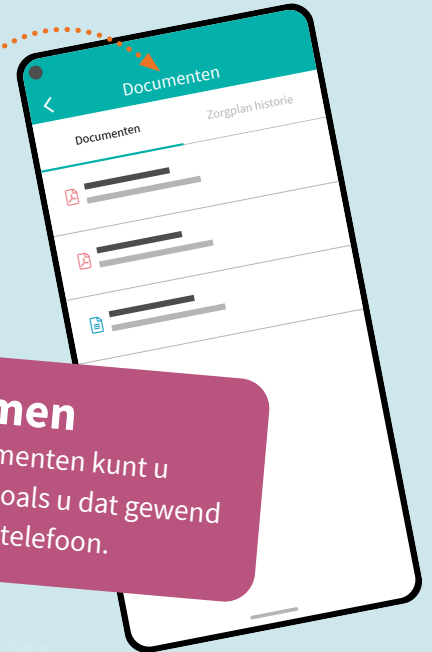 Documenten
Documenten
Zorgplan historie
men
menten kunt u
oals u dat gewend
telefoon.